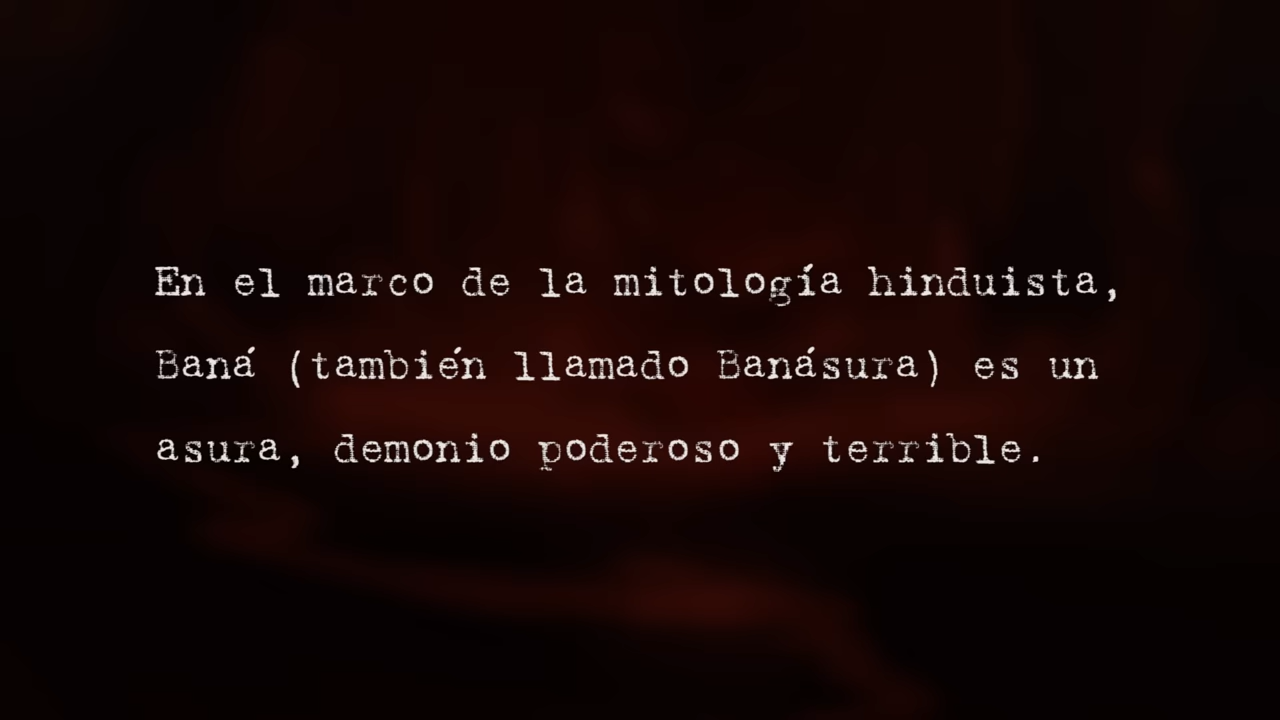 En el marco de la mitología hinduista,
Baná (también llamado Banásura) es un
asura, demonio poderoso y terrible.